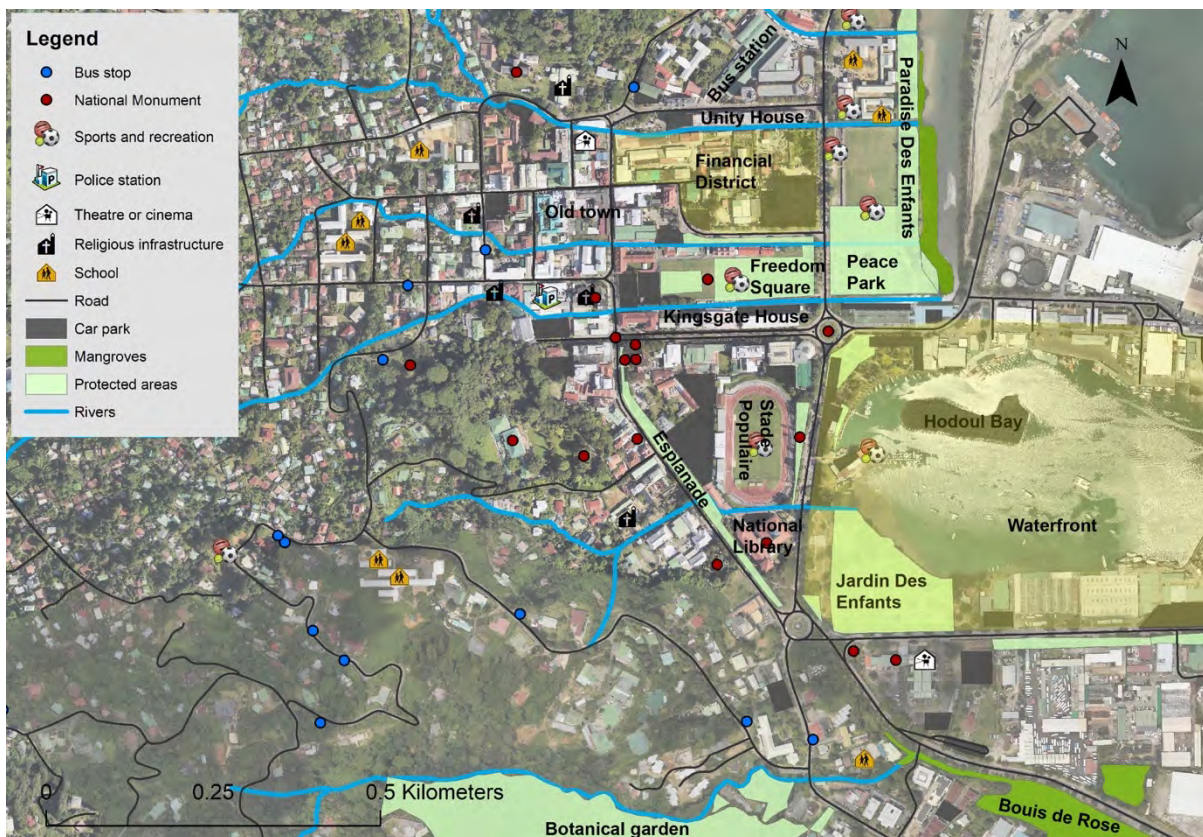 Legend
Bus stop
National Monument
Sports and recreation
Police station
Theatre or cinema
Religious infrastructure
School
Road
Car park
Mangroves
Protected areas
Rivers
N
Bus station
Paradise Des Enfants
Unity House
Financial
District
Old town
Freedom
Square
Peace
Park
Kingsgate House
P
Stade
Populaire
Hodoul Bay
Esplanade
National
Library
Waterfront
Jardin Des
Enfants
0 0.25 0.5 Kilometers
Botanical garden
Bouis de Rose